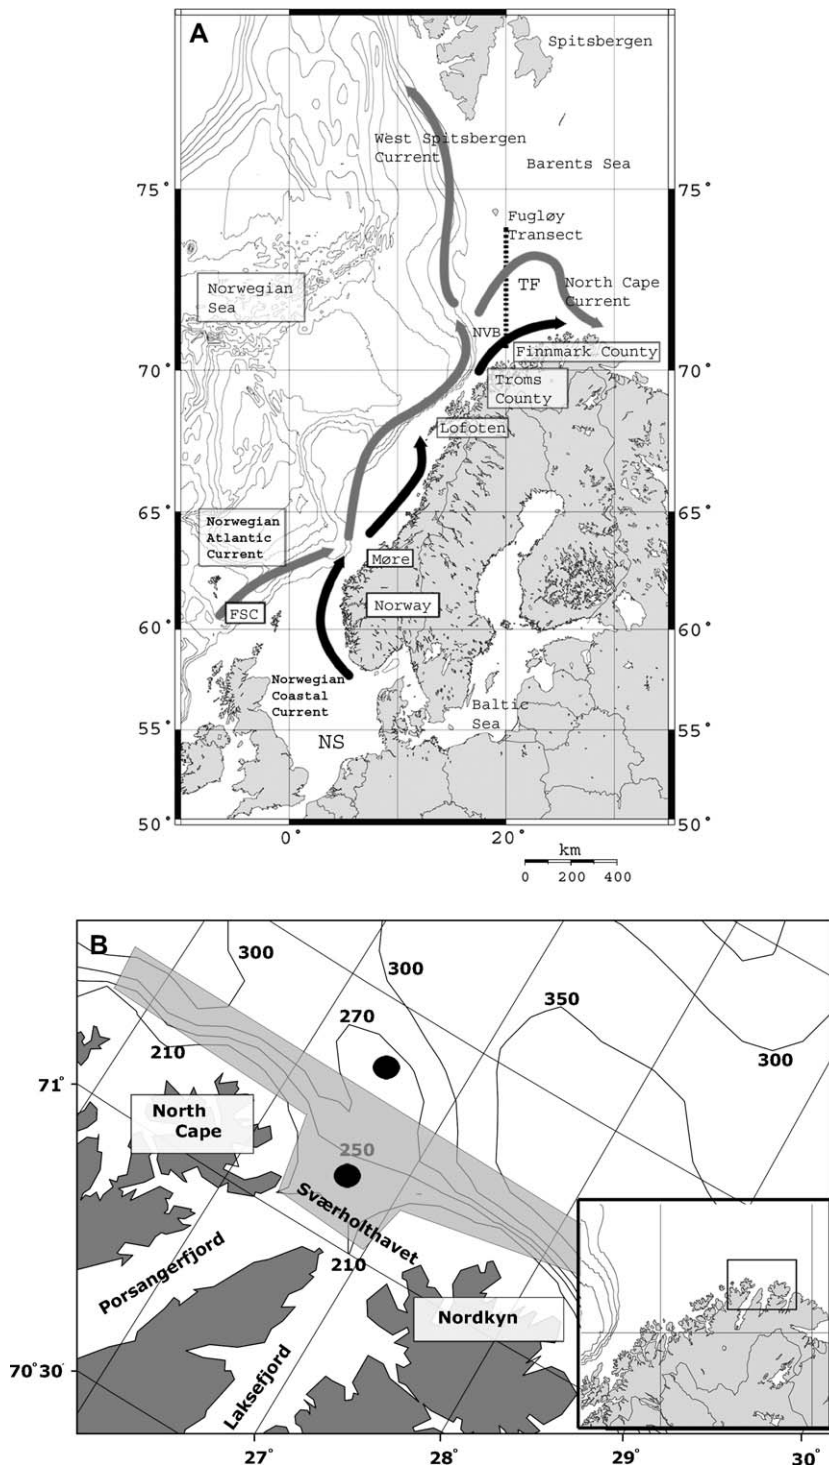 A
Spitsbergen
West Spitsbergen
Current
Barents Sea
75°
75°
Fugløy
Transect
TF
North Cape
Current
Norwegian
Sea
NVB
Finnmark County
70°
70°
Troms
County
Lofoten
65°
65°
Norwegian
Atlantic
Current
Møre
FSC
Norway
60°
60°
Norwegian
Coastal
Current
Baltic
Sea
55°
55°
NS
50°
50°
0°
20°
km
0 200 400
B
300
300
270
350
210
300
71°
North
Cape
250
Sværholthavet
Porsangerfjord
210
Nordkyn
Laksefjord
70°30'
27°
28°
29°
30°